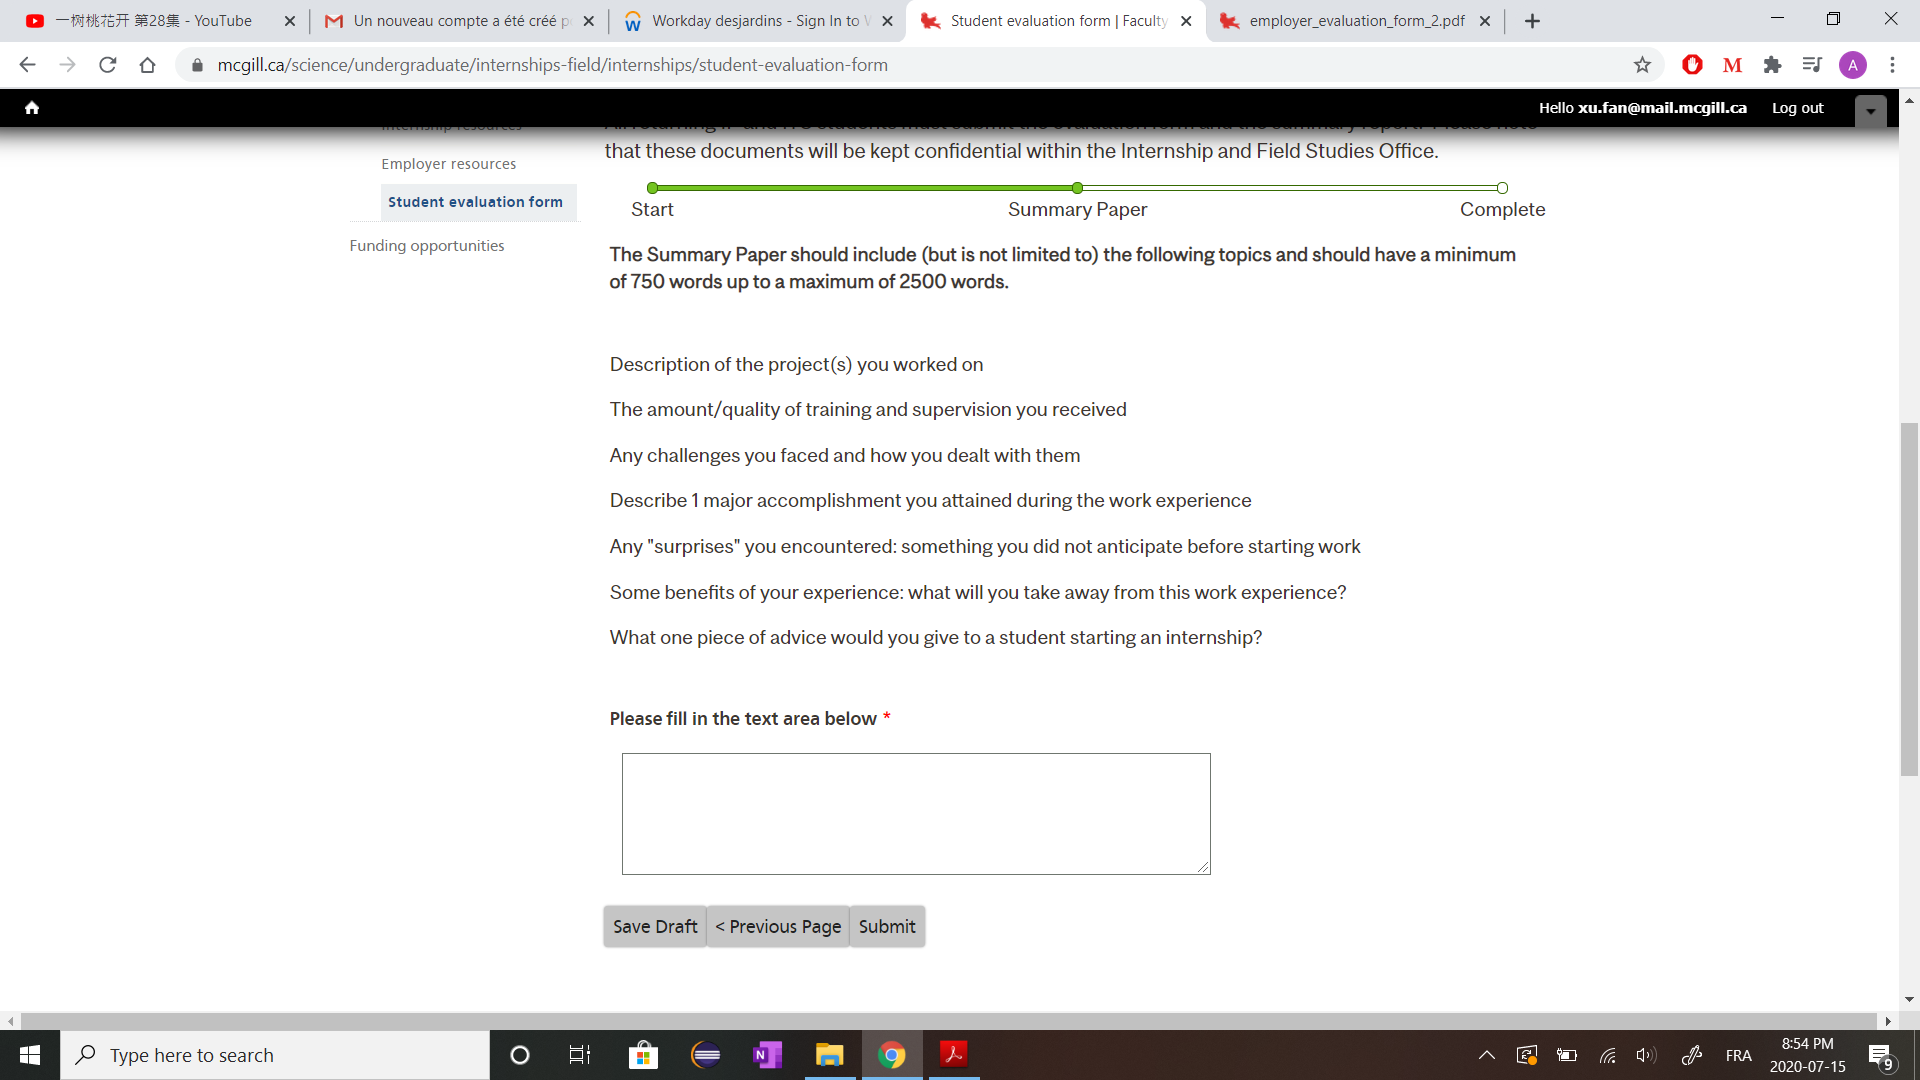 一树桃花开 第28集 - YouTube
Un nouveau compte a été créé p
Workday desjardins - Sign In to W
Student evaluation form | Faculty
employer_evaluation_form_2.pdf
mcgill.ca/science/undergraduate/internships-field/internships/student-evaluation-form
A
Hello xu.fan@mail.mcgill.ca Log out
Internship resources
Employer resources
Student evaluation form
Funding opportunities
that these documents will be kept confidential within the Internship and Field Studies Office.
Start
Summary Paper
Complete
The Summary Paper should include (but is not limited to) the following topics and should have a minimum
of 750 words up to a maximum of 2500 words.
Description of the project(s) you worked on
The amount/quality of training and supervision you received
Any challenges you faced and how you dealt with them
Describe 1 major accomplishment you attained during the work experience
Any "surprises" you encountered: something you did not anticipate before starting work
Some benefits of your experience: what will you take away from this work experience?
What one piece of advice would you give to a student starting an internship?
Please fill in the text area below *
Save Draft
< Previous Page
Submit
Type here to search
FRA
8:54 PM
2020-07-15
9